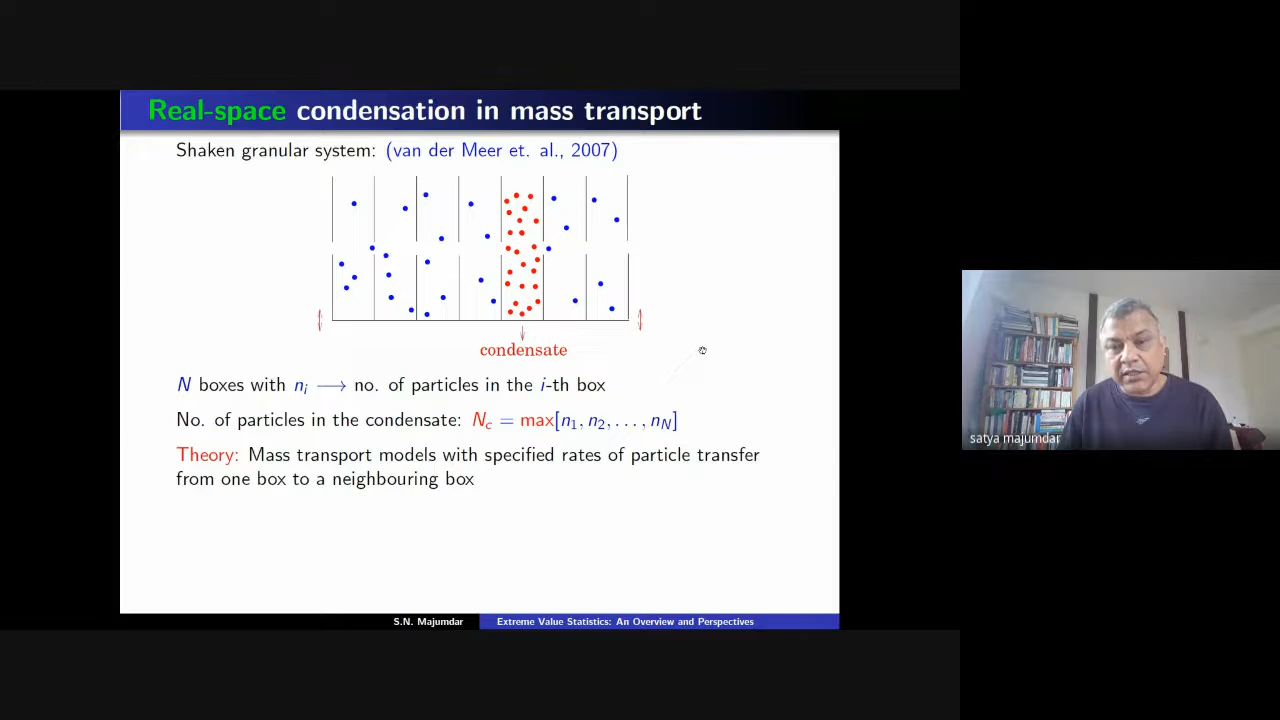 Real-space condensation in mass transport
Shaken granular system: (van der Meer et. al., 2007)
condensate
N boxes with nᵢ ⟶ no. of particles in the i-th box
No. of particles in the condensate: N_c = max[n₁, n₂, . . . , n_N]
Theory: Mass transport models with specified rates of particle transfer
from one box to a neighbouring box
S.N. Majumdar
Extreme Value Statistics: An Overview and Perspectives
satya majumdar